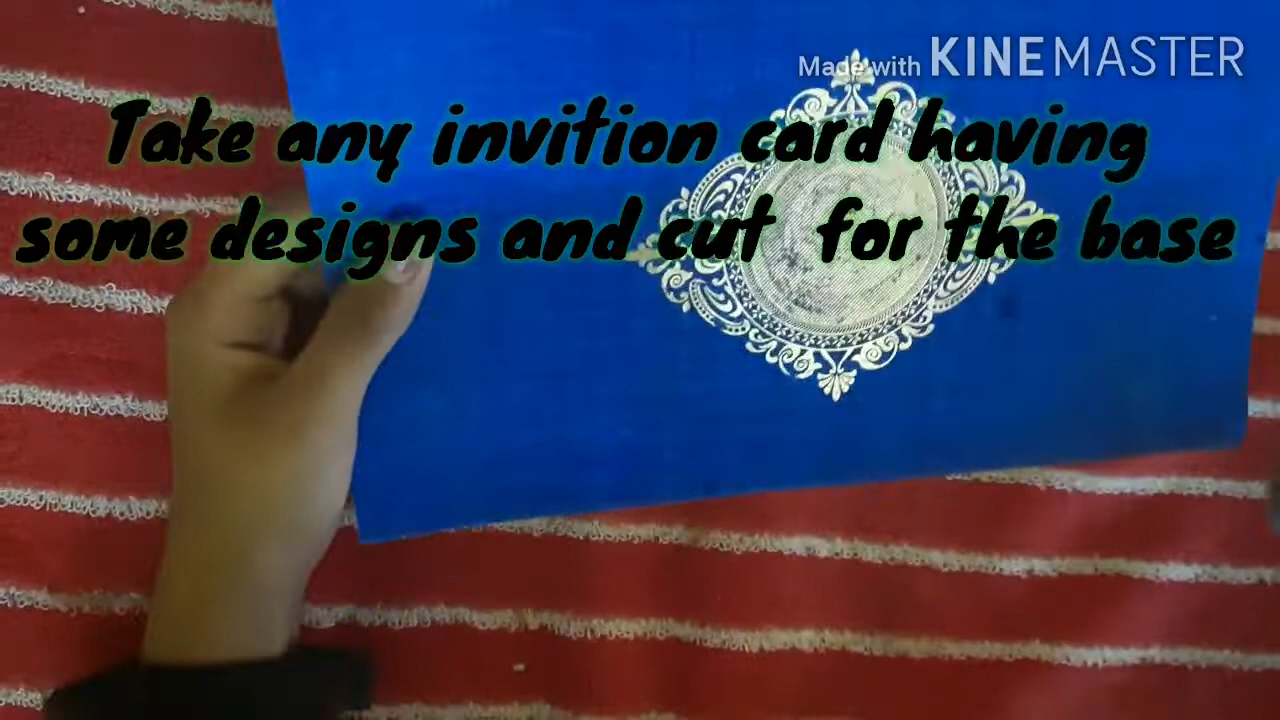 Made with KINEMASTER
Take any invition card having
some designs and cut for the base